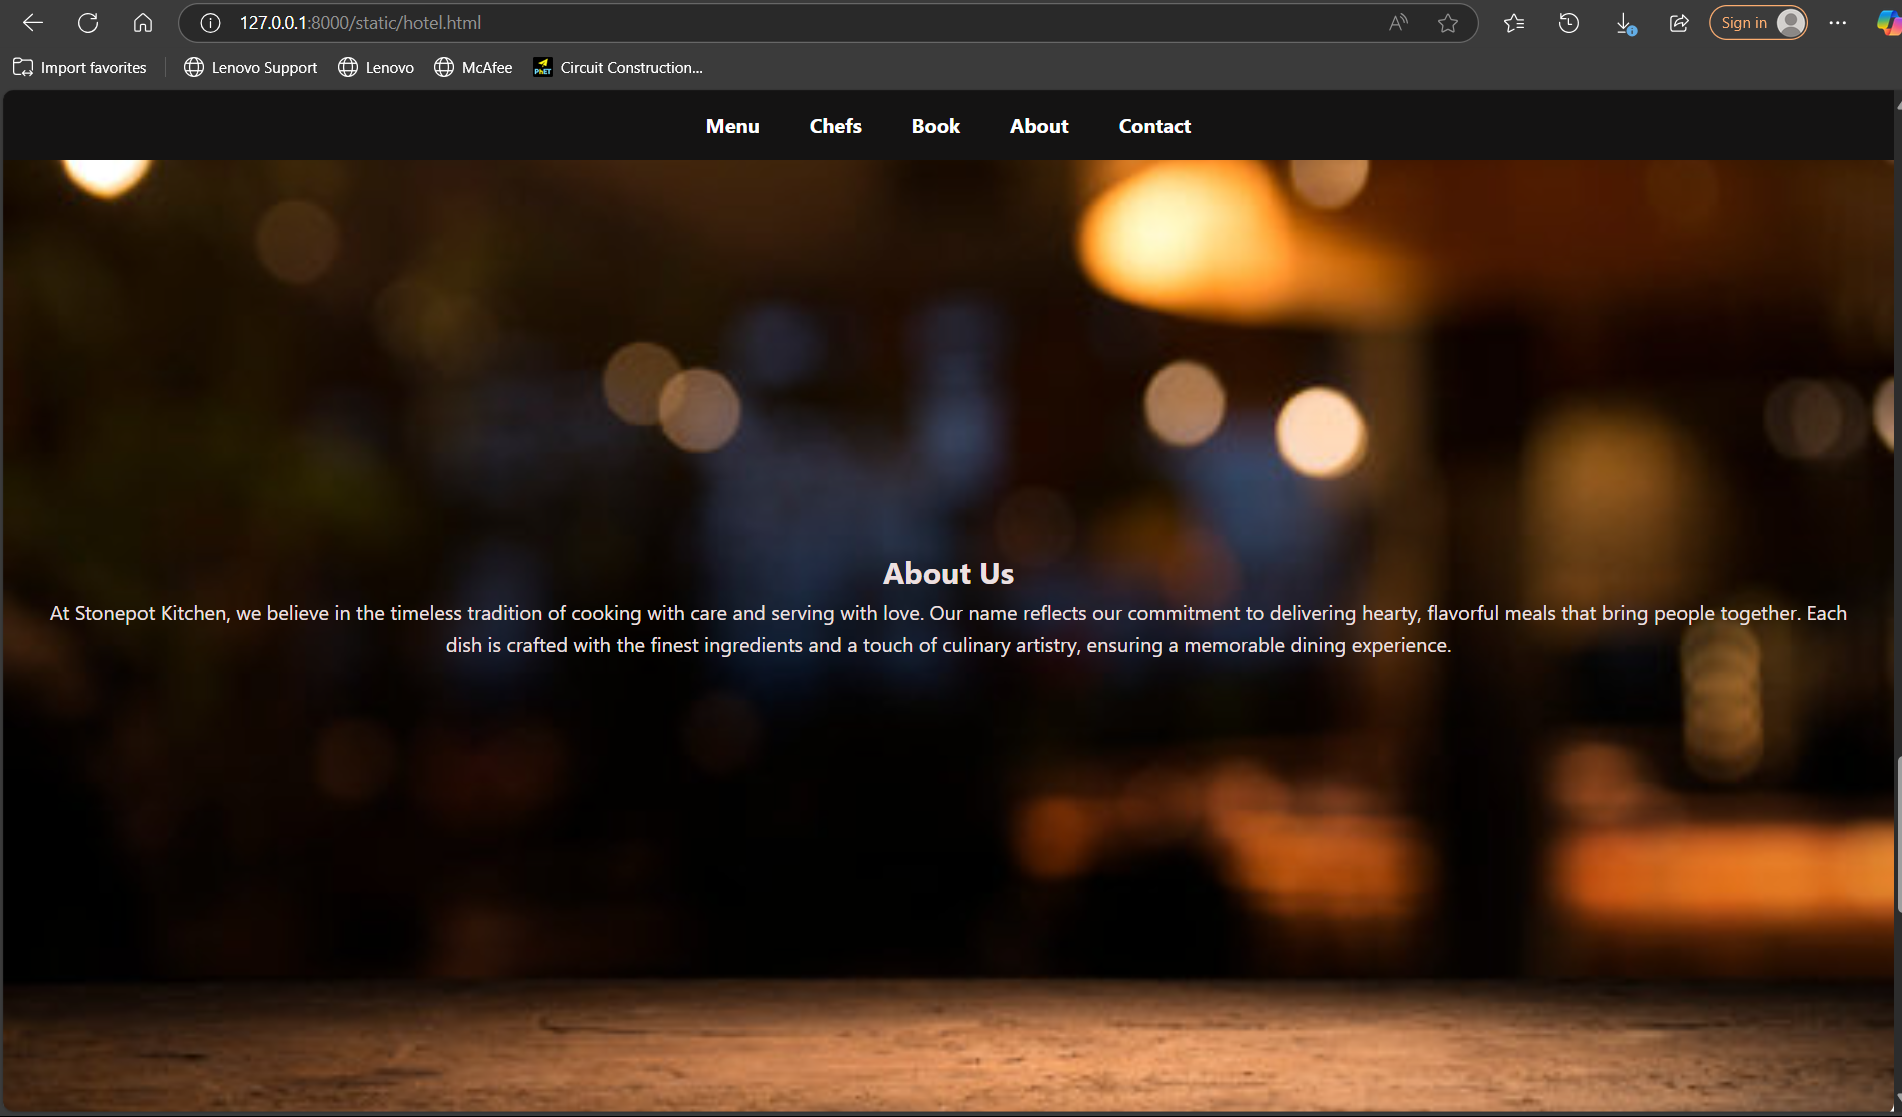 127.0.0.1:8000/static/hotel.html
Sign in
Import favorites
Lenovo Support
Lenovo
McAfee
PhET
Circuit Construction...
Menu
Chefs
Book
About
Contact
About Us
At Stonepot Kitchen, we believe in the timeless tradition of cooking with care and serving with love. Our name reflects our commitment to delivering hearty, flavorful meals that bring people together. Each
dish is crafted with the finest ingredients and a touch of culinary artistry, ensuring a memorable dining experience.